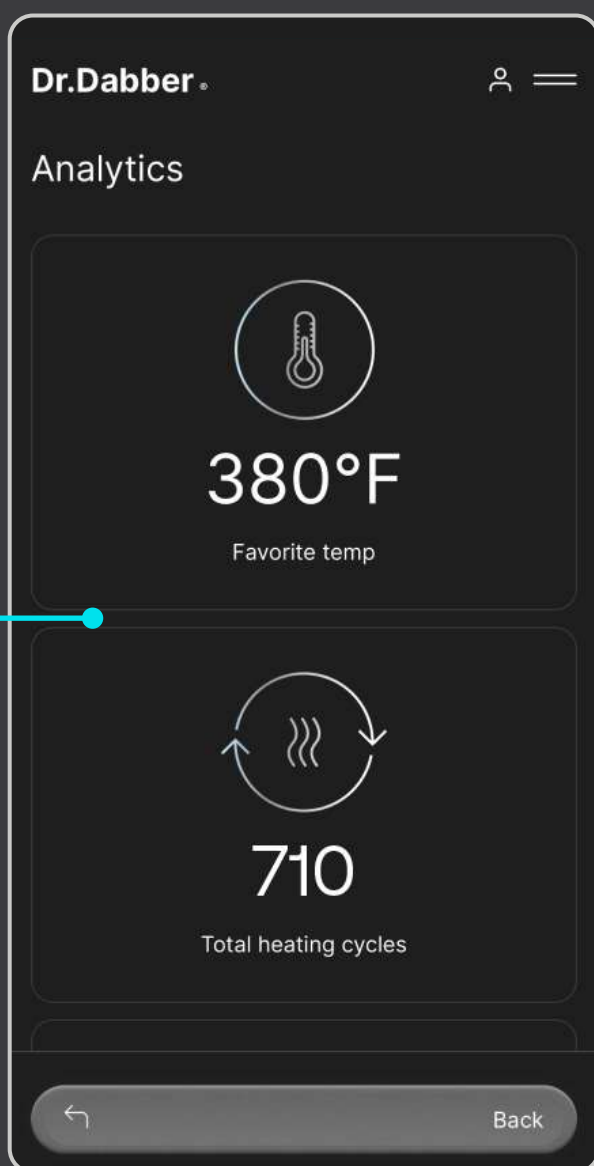 Dr.Dabber®
Analytics
380°F
Favorite temp
710
Total heating cycles
Back